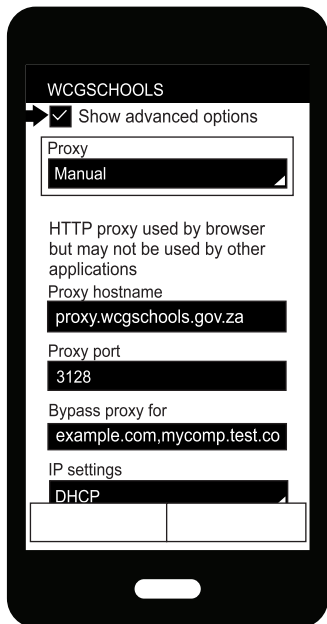 WCGSCHOOLS
Show advanced options
Proxy
Manual
HTTP proxy used by browser
but may not be used by other
applications
Proxy hostname
proxy.wcgschools.gov.za
Proxy port
3128
Bypass proxy for
example.com,mycomp.test.co
IP settings
DHCP